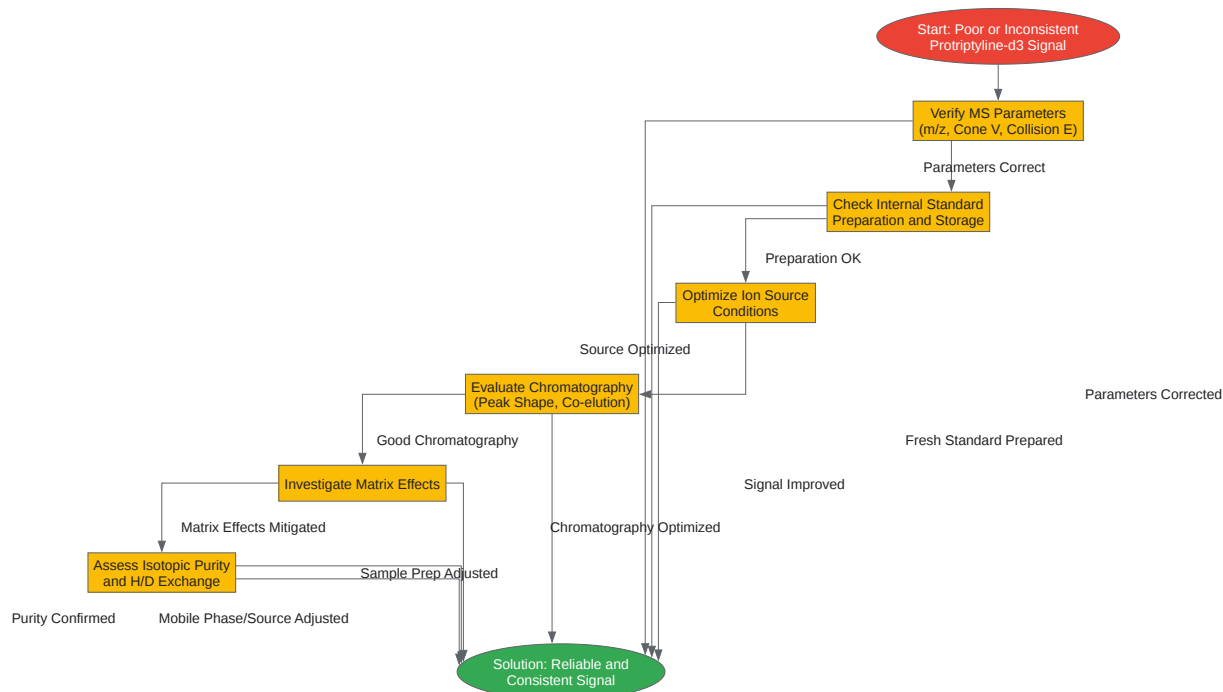 Start: Poor or Inconsistent
Protriptyline-d3 Signal
Verify MS Parameters
(m/z, Cone V, Collision E)
Parameters Correct
Check Internal Standard
Preparation and Storage
Preparation OK
Optimize Ion Source
Conditions
Source Optimized
Evaluate Chromatography
(Peak Shape, Co-elution)
Parameters Corrected
Good Chromatography
Fresh Standard Prepared
Investigate Matrix Effects
Signal Improved
Matrix Effects Mitigated
Chromatography Optimized
Assess Isotopic Purity
and H/D Exchange
Sample Prep Adjusted
Purity Confirmed
Mobile Phase/Source Adjusted
Solution: Reliable and
Consistent Signal